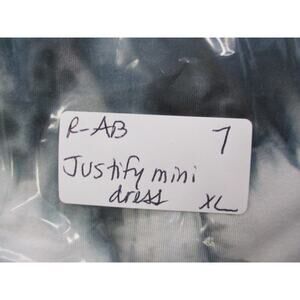 R-AB 7
Justify mini
dress XL